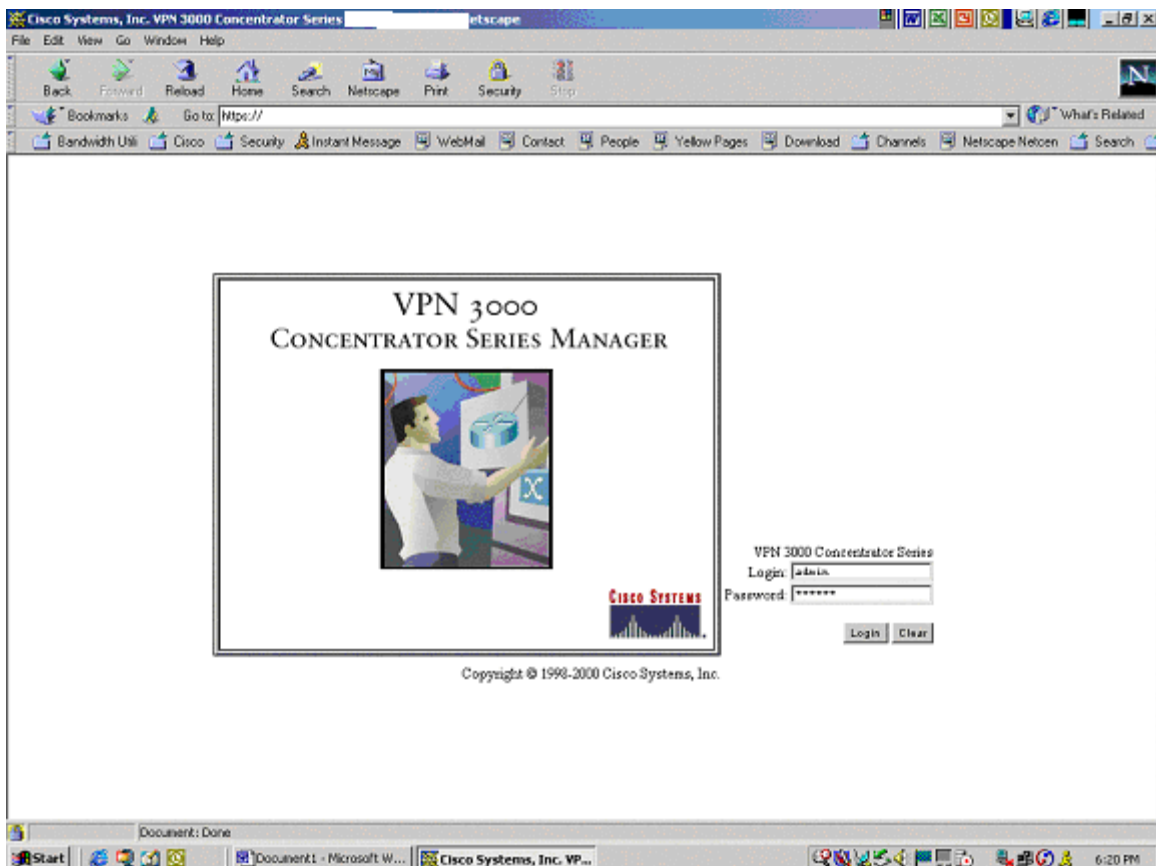 Cisco Systems, Inc. VPN 3000 Concentrator Series etscape
File Edit View Go Window Help
Back Forward Reload Home Search Netscape Print Security Stop
N
Bookmarks Go to: https:// What's Related
Bandwidth Utili Cisco Security Instant Message WebMail Contact People Yellow Pages Download Channels Netscape Netcen Search
VPN 3000
Concentrator Series Manager
Cisco Systems
VPN 3000 Concentrator Series
Login: admin
Password: ******
Login Clear
Copyright © 1998-2000 Cisco Systems, Inc.
Document: Done
Start Document1 - Microsoft W... Cisco Systems, Inc. VP... 6:20 PM